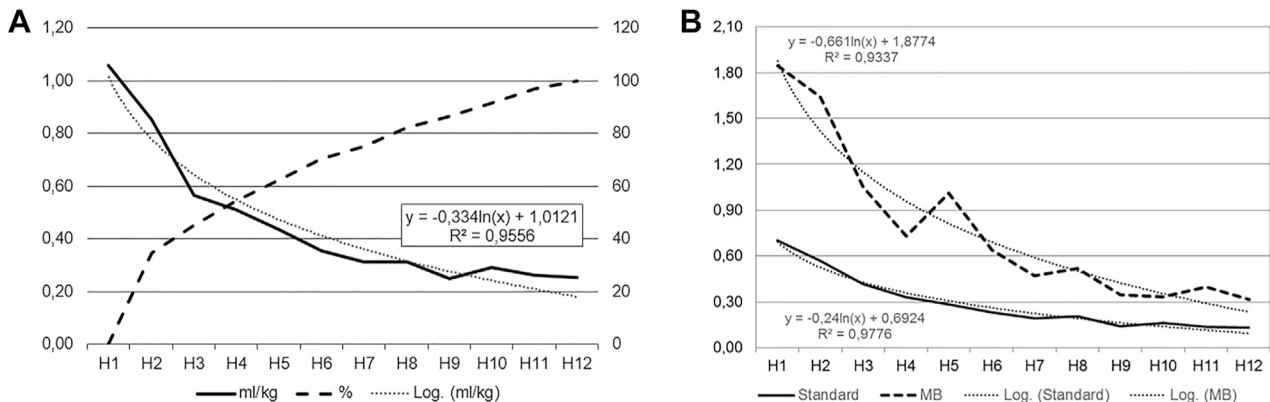 A
1,20
1,00
0,80
0,60
0,40
0,20
0,00
120
100
80
60
40
20
0
y = -0,334ln(x) + 1,0121
R² = 0,9556
H1 H2 H3 H4 H5 H6 H7 H8 H9 H10 H11 H12
ml/kg % Log. (ml/kg)
B
2,10
1,80
1,50
1,20
0,90
0,60
0,30
0,00
y = -0,661ln(x) + 1,8774
R² = 0,9337
y = -0,24ln(x) + 0,6924
R² = 0,9776
H1 H2 H3 H4 H5 H6 H7 H8 H9 H10 H11 H12
Standard MB Log. (Standard) Log. (MB)